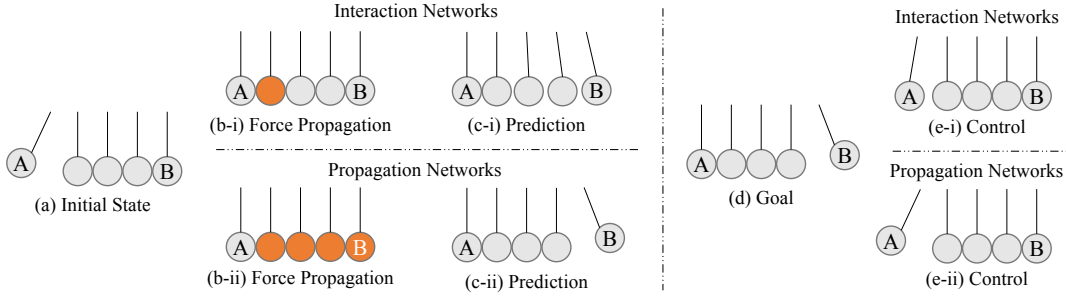 Interaction Networks
A
B
(b-i) Force Propagation
A
B
(c-i) Prediction
A
B
(a) Initial State
Propagation Networks
A
B
(b-ii) Force Propagation
A
B
(c-ii) Prediction
A
B
(d) Goal
Interaction Networks
A
B
(e-i) Control
Propagation Networks
A
B
(e-ii) Control